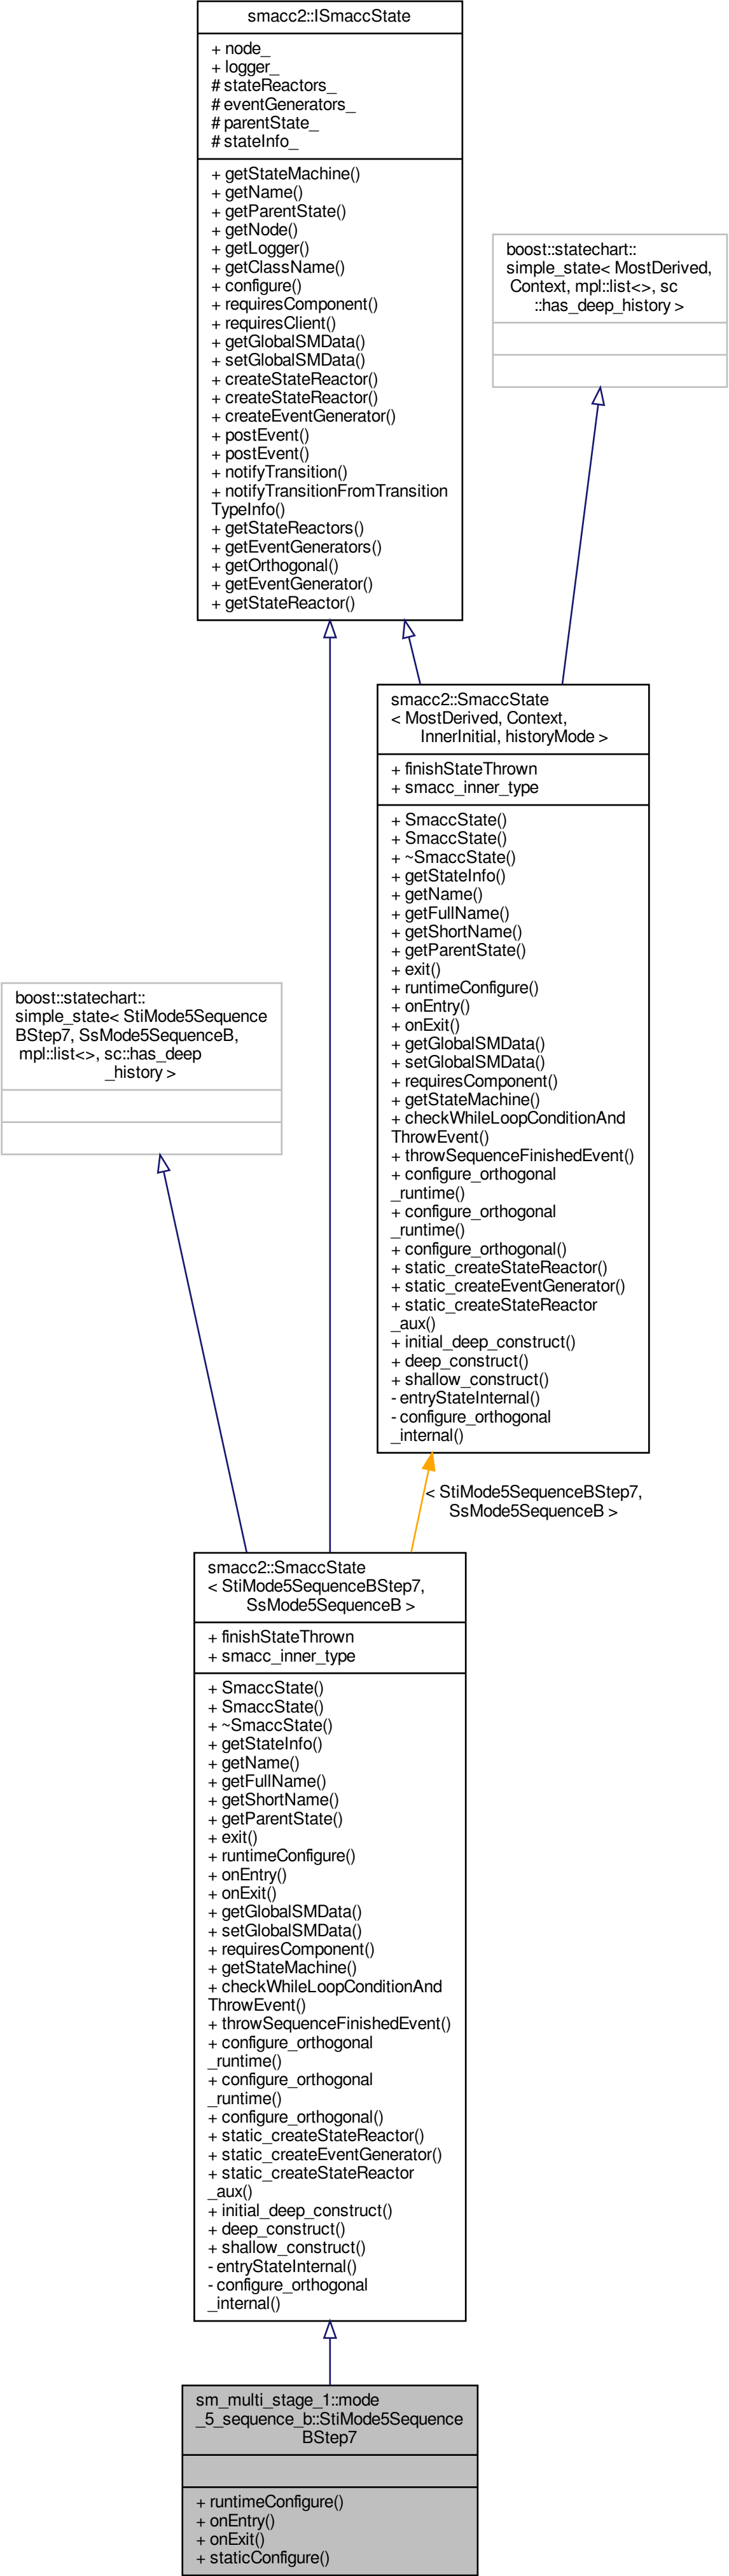 smacc2::ISmaccState
+ node_
+ logger_
# stateReactors_
# eventGenerators_
# parentState_
# stateInfo_
+ getStateMachine()
+ getName()
+ getParentState()
+ getNode()
+ getLogger()
+ getClassName()
+ configure()
+ requiresComponent()
+ requiresClient()
+ getGlobalSMData()
+ setGlobalSMData()
+ createStateReactor()
+ createStateReactor()
+ createEventGenerator()
+ postEvent()
+ postEvent()
+ notifyTransition()
+ notifyTransitionFromTransition
TypeInfo()
+ getStateReactors()
+ getEventGenerators()
+ getOrthogonal()
+ getEventGenerator()
+ getStateReactor()
boost::statechart::
simple_state< MostDerived,
Context, mpl::list<>, sc
::has_deep_history >
smacc2::SmaccState
< MostDerived, Context,
InnerInitial, historyMode >
+ finishStateThrown
+ smacc_inner_type
+ SmaccState()
+ SmaccState()
+ ~SmaccState()
+ getStateInfo()
+ getName()
+ getFullName()
+ getShortName()
+ getParentState()
+ exit()
+ runtimeConfigure()
+ onEntry()
+ onExit()
+ getGlobalSMData()
+ setGlobalSMData()
+ requiresComponent()
+ getStateMachine()
+ checkWhileLoopConditionAnd
ThrowEvent()
+ throwSequenceFinishedEvent()
+ configure_orthogonal
_runtime()
+ configure_orthogonal
_runtime()
+ configure_orthogonal()
+ static_createStateReactor()
+ static_createEventGenerator()
+ static_createStateReactor
_aux()
+ initial_deep_construct()
+ deep_construct()
+ shallow_construct()
- entryStateInternal()
- configure_orthogonal
_internal()
boost::statechart::
simple_state< StiMode5Sequence
BStep7, SsMode5SequenceB,
mpl::list<>, sc::has_deep
_history >
< StiMode5SequenceBStep7,
SsMode5SequenceB >
smacc2::SmaccState
< StiMode5SequenceBStep7,
SsMode5SequenceB >
+ finishStateThrown
+ smacc_inner_type
+ SmaccState()
+ SmaccState()
+ ~SmaccState()
+ getStateInfo()
+ getName()
+ getFullName()
+ getShortName()
+ getParentState()
+ exit()
+ runtimeConfigure()
+ onEntry()
+ onExit()
+ getGlobalSMData()
+ setGlobalSMData()
+ requiresComponent()
+ getStateMachine()
+ checkWhileLoopConditionAnd
ThrowEvent()
+ throwSequenceFinishedEvent()
+ configure_orthogonal
_runtime()
+ configure_orthogonal
_runtime()
+ configure_orthogonal()
+ static_createStateReactor()
+ static_createEventGenerator()
+ static_createStateReactor
_aux()
+ initial_deep_construct()
+ deep_construct()
+ shallow_construct()
- entryStateInternal()
- configure_orthogonal
_internal()
sm_multi_stage_1::mode
_5_sequence_b::StiMode5Sequence
BStep7
+ runtimeConfigure()
+ onEntry()
+ onExit()
+ staticConfigure()